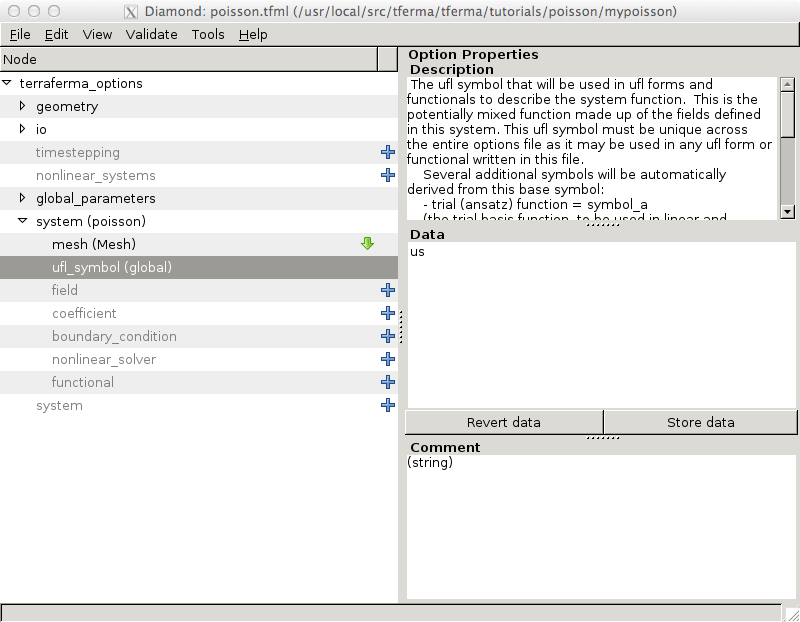 Diamond: poisson.tfml (/usr/local/src/tferma/tferma/tutorials/poisson/mypoisson)
File Edit View Validate Tools Help
Node
terraferma_options
geometry
io
timestepping
nonlinear_systems
global_parameters
system (poisson)
mesh (Mesh)
ufl_symbol (global)
field
coefficient
boundary_condition
nonlinear_solver
functional
system
Option Properties
Description
The ufl symbol that will be used in ufl forms and
functionals to describe the system function.  This is the
potentially mixed function made up of the fields defined
in this system. This ufl symbol must be unique across
the entire options file as it may be used in any ufl form or
functional written in this file.
Several additional symbols will be automatically
derived from this base symbol:
- trial (ansatz) function = symbol_a
(the trial basis function, to be used in linear and
Data
us
Revert data
Store data
Comment
(string)